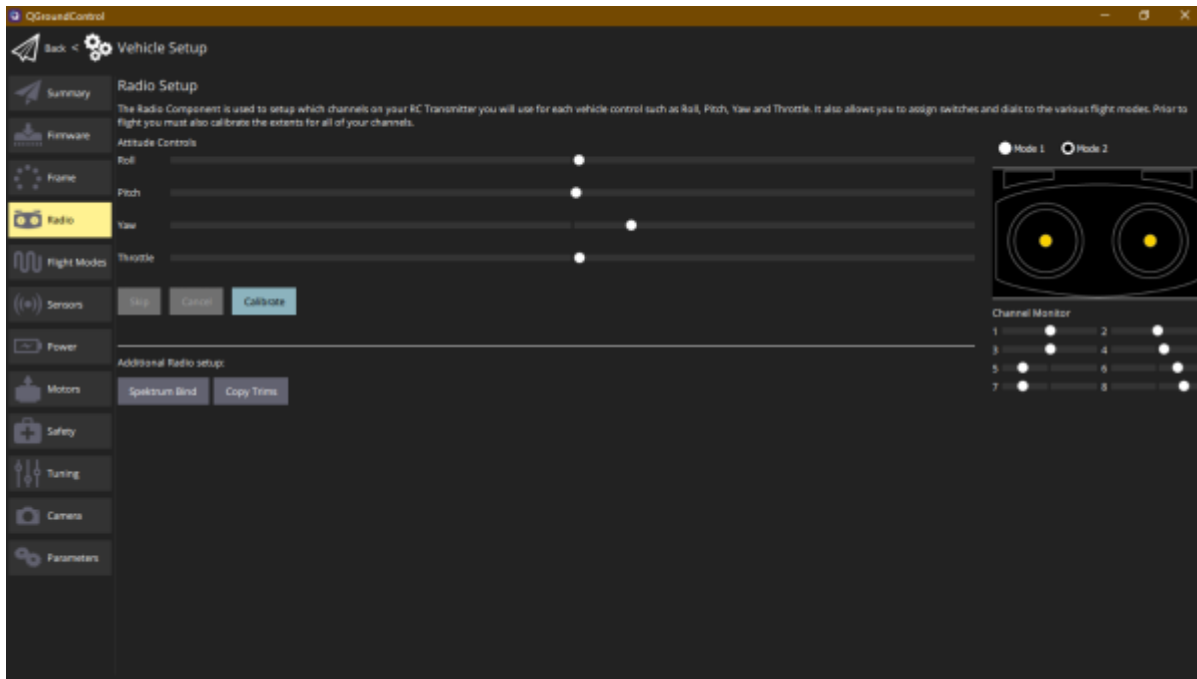 QGroundControl
Back < Vehicle Setup
Summary
Firmware
Frame
Radio
Flight Modes
Sensors
Power
Motors
Safety
Tuning
Camera
Parameters
Radio Setup
The Radio Component is used to setup which channels on your RC Transmitter you will use for each vehicle control such as Roll, Pitch, Yaw and Throttle. It also allows you to assign switches and dials to the various flight modes. Prior to
flight you must also calibrate the extents for all of your channels.
Attitude Controls
Roll
Pitch
Yaw
Throttle
Skip Cancel Calibrate
Additional Radio setup:
Spektrum Bind Copy Trims
Mode 1 Mode 2
Channel Monitor
1 2
3 4
5 6
7 8